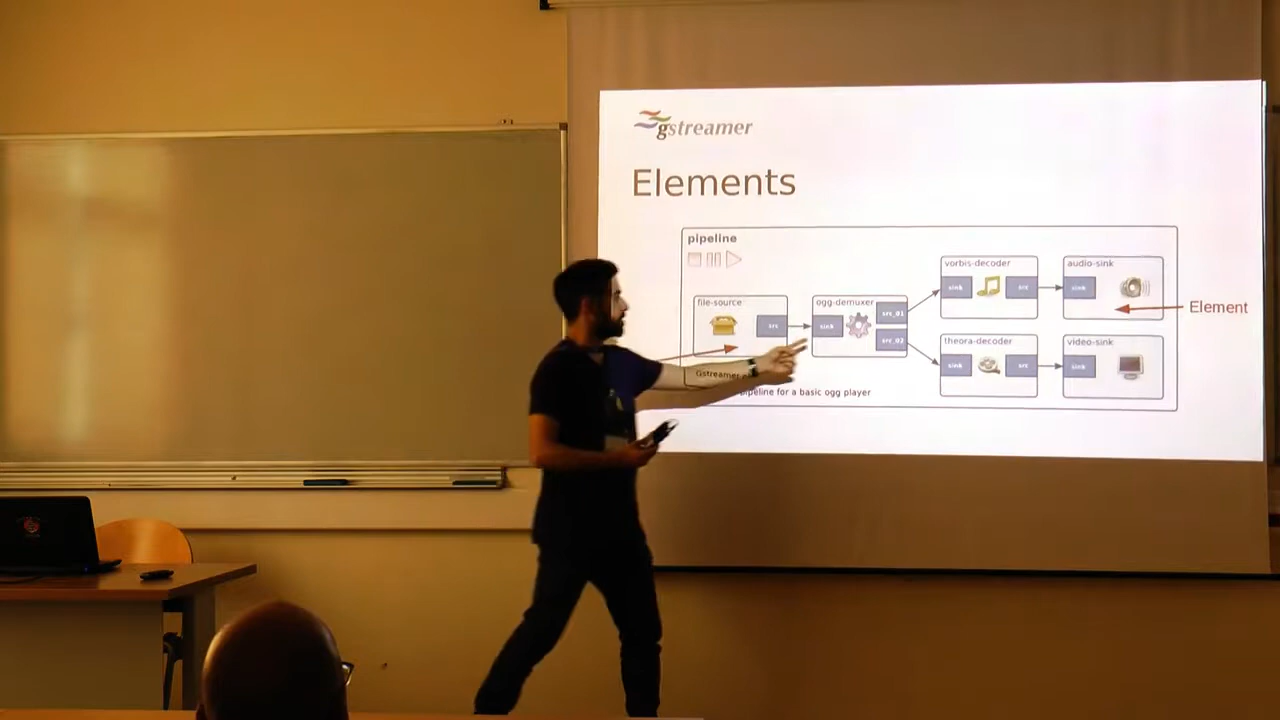 gstreamer
Elements
pipeline
file-source
src
ogg-demuxer
sink
src_01
src_02
vorbis-decoder
sink
src
audio-sink
sink
Element
theora-decoder
sink
src
video-sink
sink
Gstreamer
pipeline for a basic ogg player